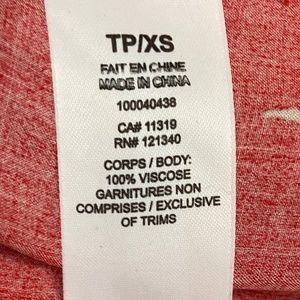 TP/XS
FAIT EN CHINE
MADE IN CHINA
100040438
CA# 11319
RN# 121340
CORPS / BODY:
100% VISCOSE
GARNITURES NON
COMPRISES / EXCLUSIVE
OF TRIMS